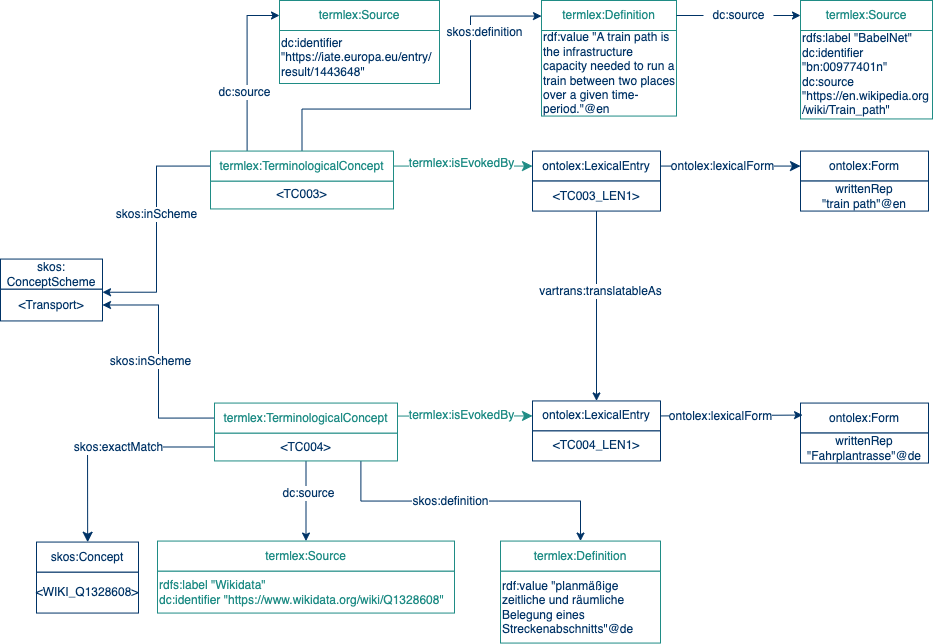 termlex:Source
dc:identifier
"https://iate.europa.eu/entry/
result/1443648"
termlex:Definition
rdf:value "A train path is
the infrastructure
capacity needed to run a
train between two places
over a given time-
period."@en
dc:source
termlex:Source
rdfs:label "BabelNet"
dc:identifier
"bn:00977401n"
dc:source
"https://en.wikipedia.org
/wiki/Train_path"
skos:definition
dc:source
termlex:TerminologicalConcept
<TC003>
termlex:isEvokedBy
ontolex:LexicalEntry
<TC003_LEN1>
ontolex:lexicalForm
ontolex:Form
writtenRep
"train path"@en
skos:inScheme
skos:
ConceptScheme
<Transport>
vartrans:translatableAs
skos:inScheme
termlex:TerminologicalConcept
<TC004>
termlex:isEvokedBy
ontolex:LexicalEntry
<TC004_LEN1>
ontolex:lexicalForm
ontolex:Form
writtenRep
"Fahrplantrasse"@de
skos:exactMatch
dc:source
skos:definition
skos:Concept
<WIKI_Q1328608>
termlex:Source
rdfs:label "Wikidata"
dc:identifier "https://www.wikidata.org/wiki/Q1328608"
termlex:Definition
rdf:value "planmäßige
zeitliche und räumliche
Belegung eines
Streckenabschnitts"@de